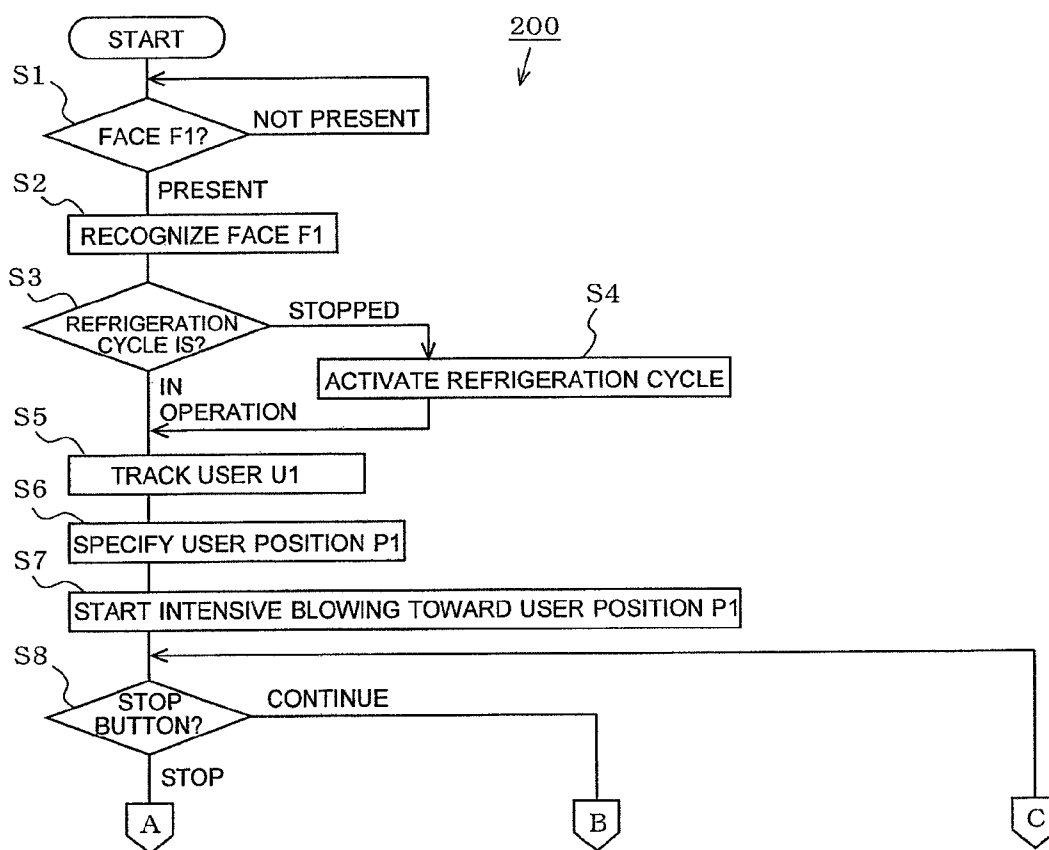 START
200
S1
FACE F1?
NOT PRESENT
S2
PRESENT
RECOGNIZE FACE F1
S3
REFRIGERATION
CYCLE IS?
STOPPED
S4
ACTIVATE REFRIGERATION CYCLE
IN
OPERATION
S5
TRACK USER U1
S6
SPECIFY USER POSITION P1
S7
START INTENSIVE BLOWING TOWARD USER POSITION P1
S8
STOP
BUTTON?
CONTINUE
STOP
A
B
C